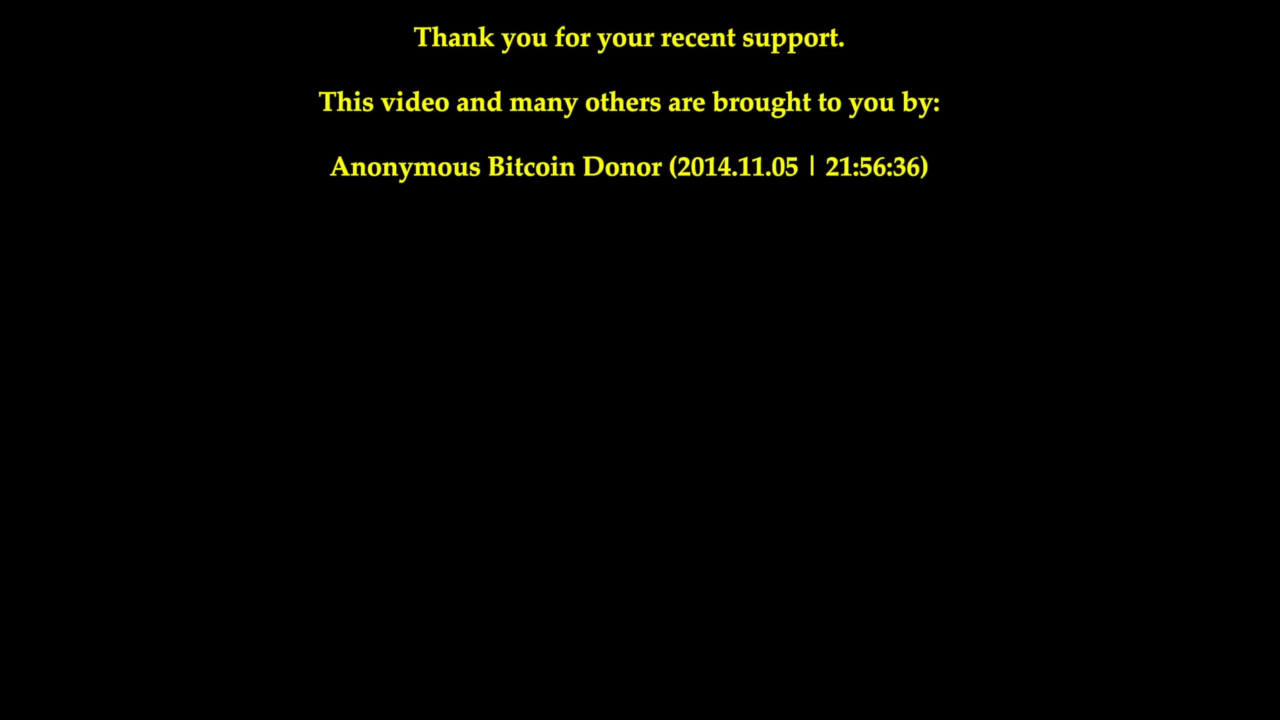 Thank you for your recent support.
This video and many others are brought to you by:
Anonymous Bitcoin Donor (2014.11.05 | 21:56:36)